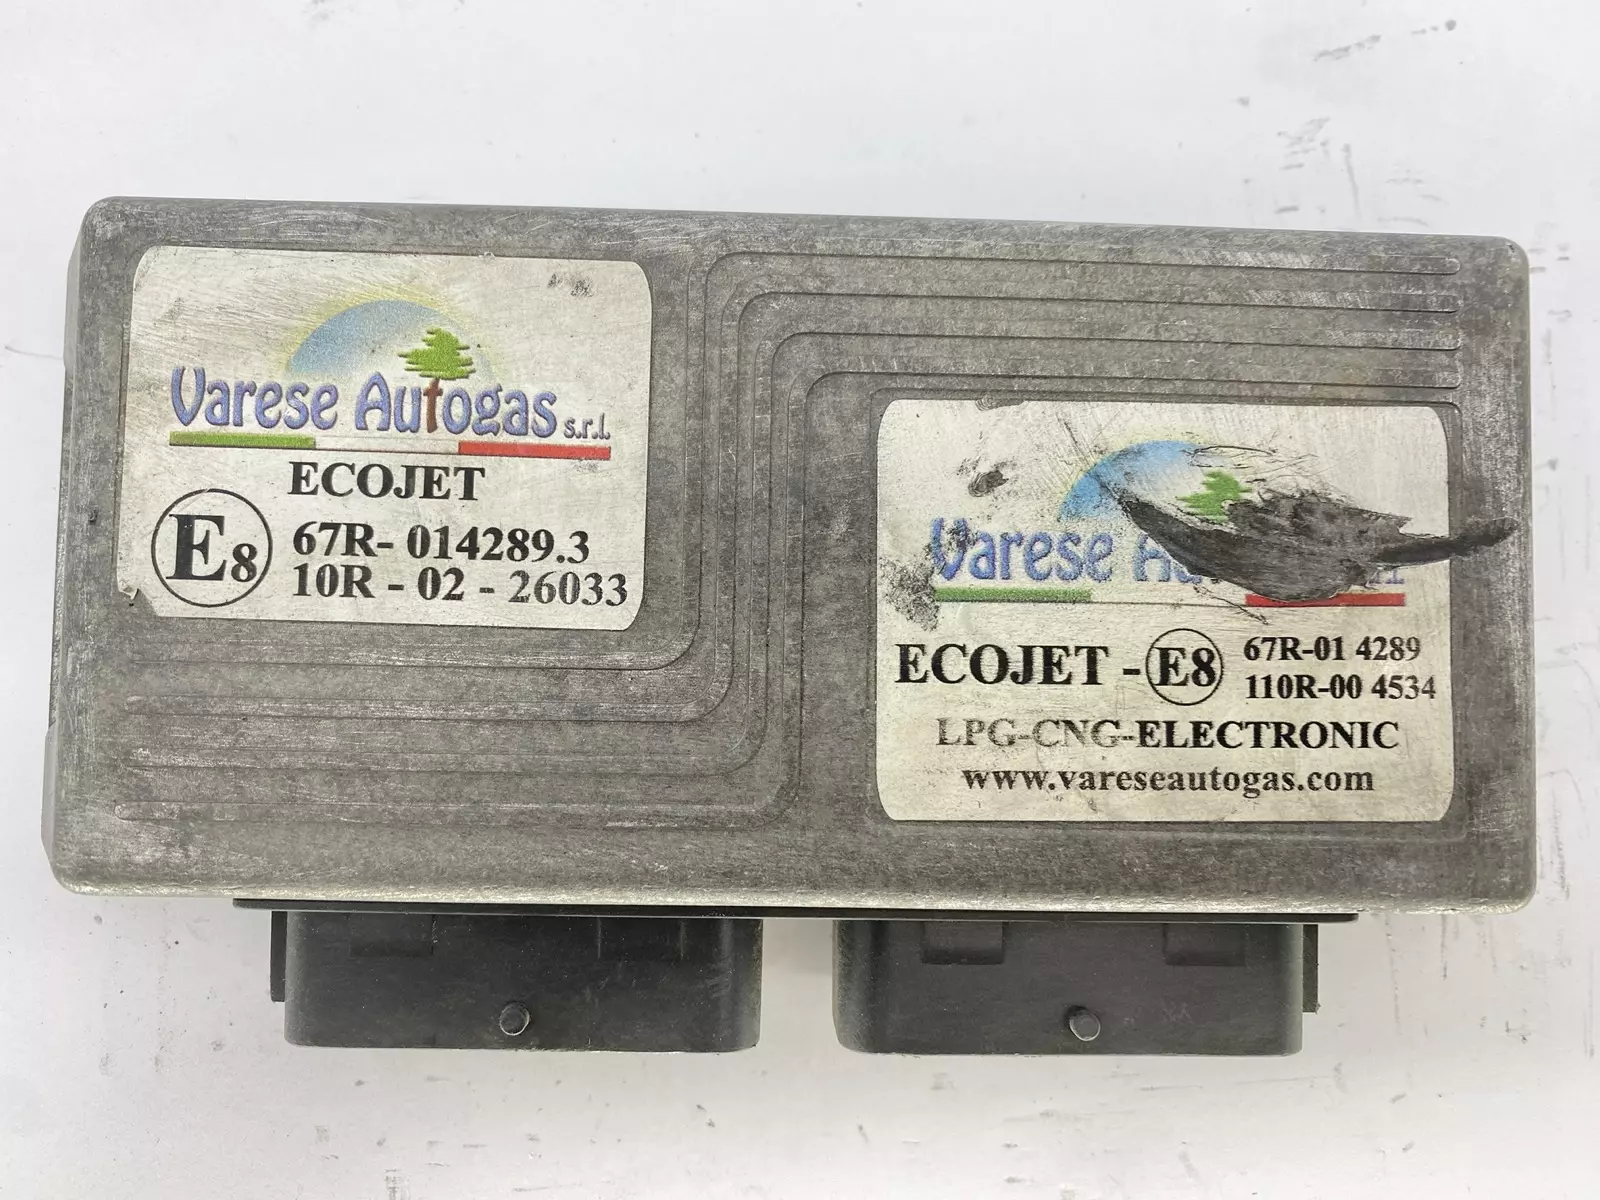 Varese Autogas s.r.l.
ECOJET
E8
67R- 014289.3
10R - 02 - 26033
Varese
ECOJET - E8
67R-01 4289
110R-00 4534
LPG-CNG-ELECTRONIC
www.vareseautogas.com